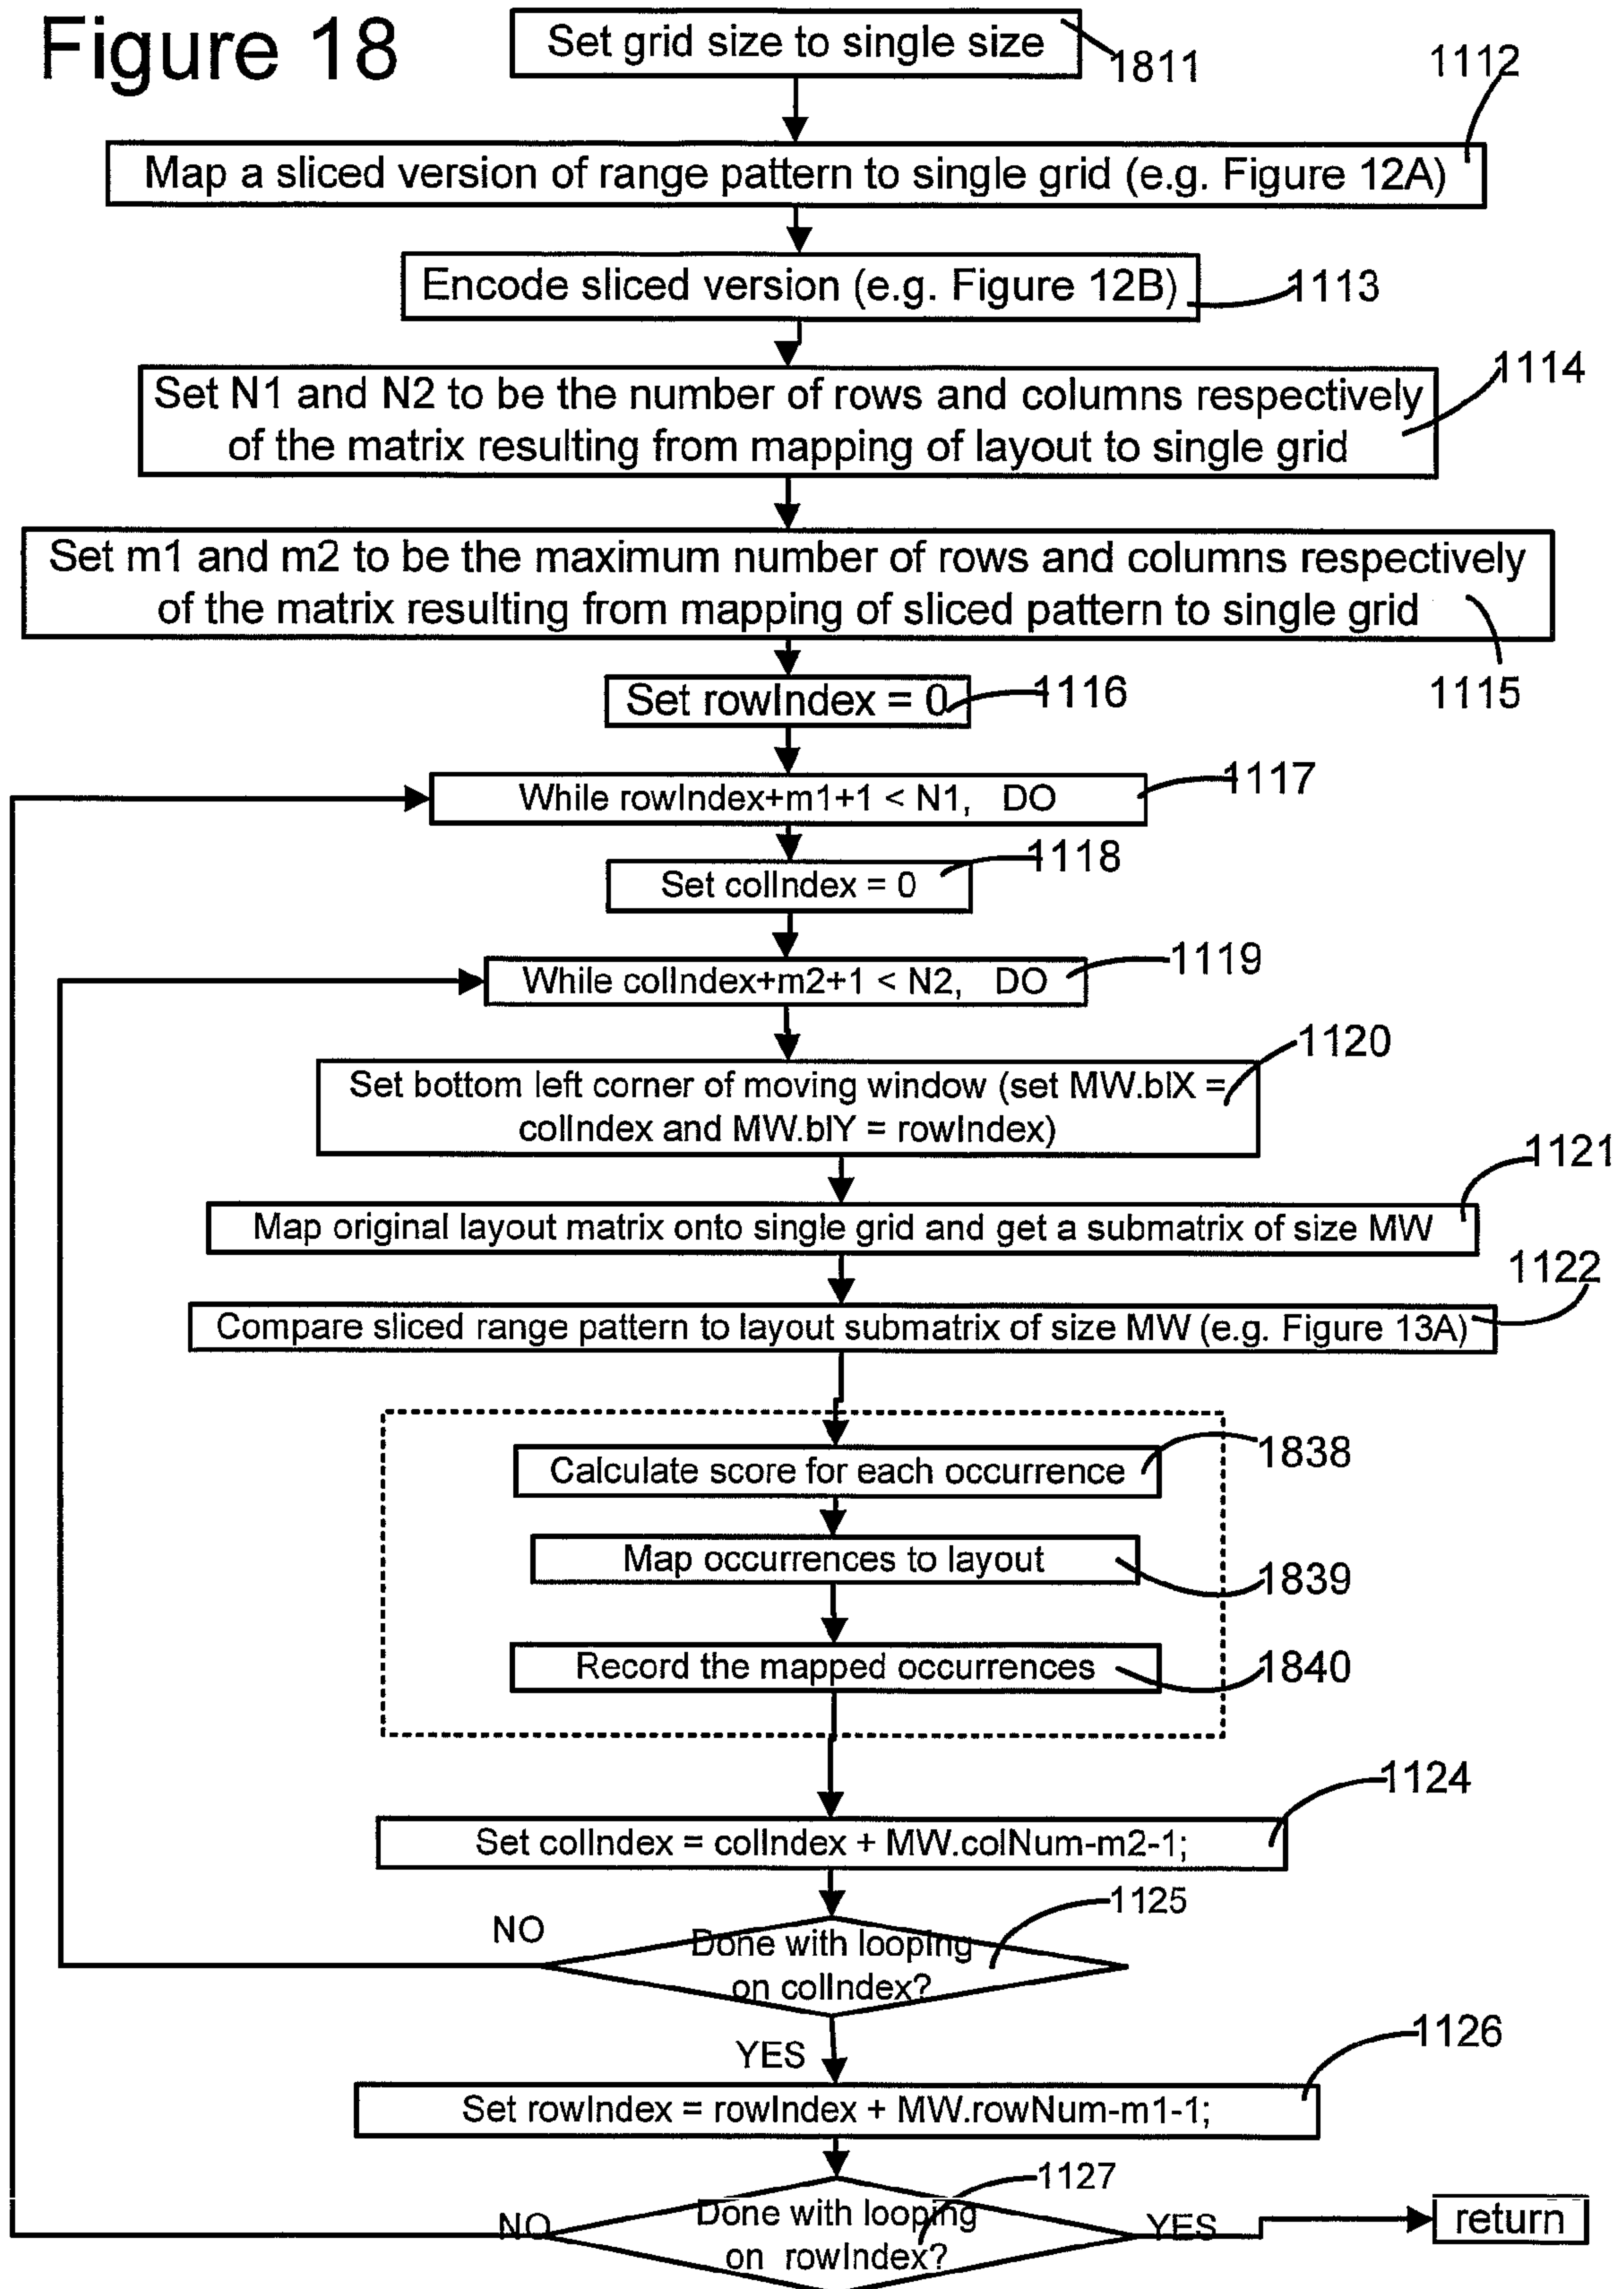 Figure 18
Set grid size to single size
1811
1112
Map a sliced version of range pattern to single grid (e.g. Figure 12A)
Encode sliced version (e.g. Figure 12B)
1113
1114
Set N1 and N2 to be the number of rows and columns respectively
of the matrix resulting from mapping of layout to single grid
Set m1 and m2 to be the maximum number of rows and columns respectively
of the matrix resulting from mapping of sliced pattern to single grid
1115
Set rowIndex = 0
1116
While rowIndex+m1+1 < N1, DO
1117
Set colIndex = 0
1118
While colIndex+m2+1 < N2, DO
1119
1120
Set bottom left corner of moving window (set MW.blX =
colIndex and MW.blY = rowIndex)
1121
Map original layout matrix onto single grid and get a submatrix of size MW
1122
Compare sliced range pattern to layout submatrix of size MW (e.g. Figure 13A)
Calculate score for each occurrence
1838
Map occurrences to layout
1839
Record the mapped occurrences
1840
1124
Set colIndex = colIndex + MW.colNum-m2-1;
1125
NO
Done with looping
on colIndex?
YES
1126
Set rowIndex = rowIndex + MW.rowNum-m1-1;
1127
NO
Done with looping
on rowIndex?
YES
return